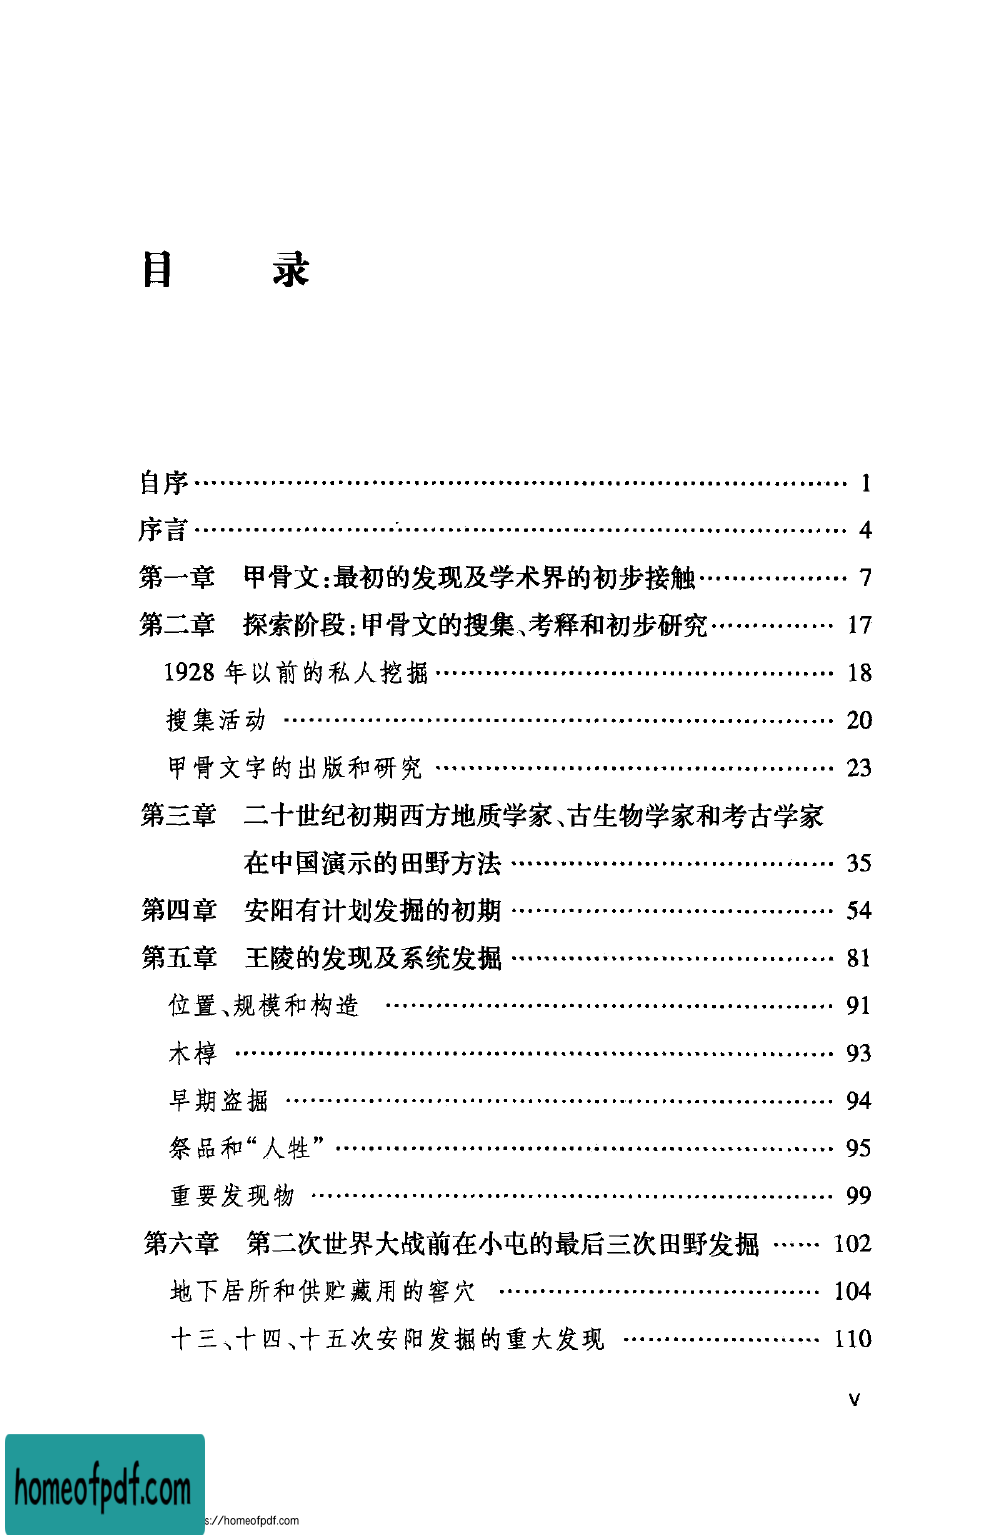 目 录
自序……………………………………………………………… 1
序言……………………………………………………………… 4
第一章 甲骨文:最初的发现及学术界的初步接触……………… 7
第二章 探索阶段:甲骨文的搜集、考释和初步研究…………… 17
1928 年以前的私人挖掘………………………………………… 18
搜集活动 ………………………………………………………… 20
甲骨文字的出版和研究 ………………………………………… 23
第三章 二十世纪初期西方地质学家、古生物学家和考古学家
在中国演示的田野方法 ………………………………… 35
第四章 安阳有计划发掘的初期 ………………………………… 54
第五章 王陵的发现及系统发掘 ………………………………… 81
位置、规模和构造 ……………………………………………… 91
木椁 ……………………………………………………………… 93
早期盗掘 ………………………………………………………… 94
祭品和“人牲” …………………………………………………… 95
重要发现物 ……………………………………………………… 99
第六章 第二次世界大战前在小屯的最后三次田野发掘 …… 102
地下居所和供贮藏用的窖穴 ………………………………… 104
十三、十四、十五次安阳发掘的重大发现 …………………… 110
V
homeofpdf.com
s://homeofpdf.com